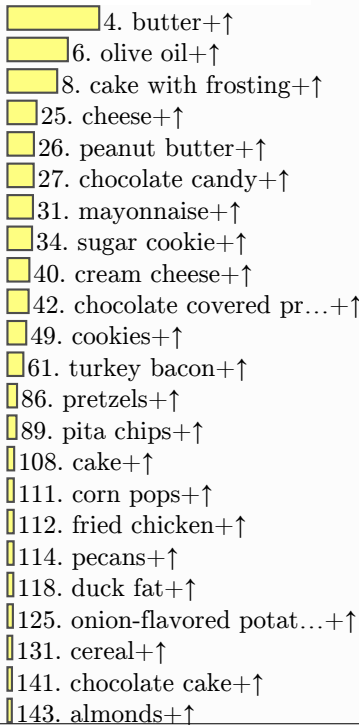 4. butter+↑
6. olive oil+↑
8. cake with frosting+↑
25. cheese+↑
26. peanut butter+↑
27. chocolate candy+↑
31. mayonnaise+↑
34. sugar cookie+↑
40. cream cheese+↑
42. chocolate covered pr...+↑
49. cookies+↑
61. turkey bacon+↑
86. pretzels+↑
89. pita chips+↑
108. cake+↑
111. corn pops+↑
112. fried chicken+↑
114. pecans+↑
118. duck fat+↑
125. onion-flavored potat...+↑
131. cereal+↑
141. chocolate cake+↑
143. almonds+↑